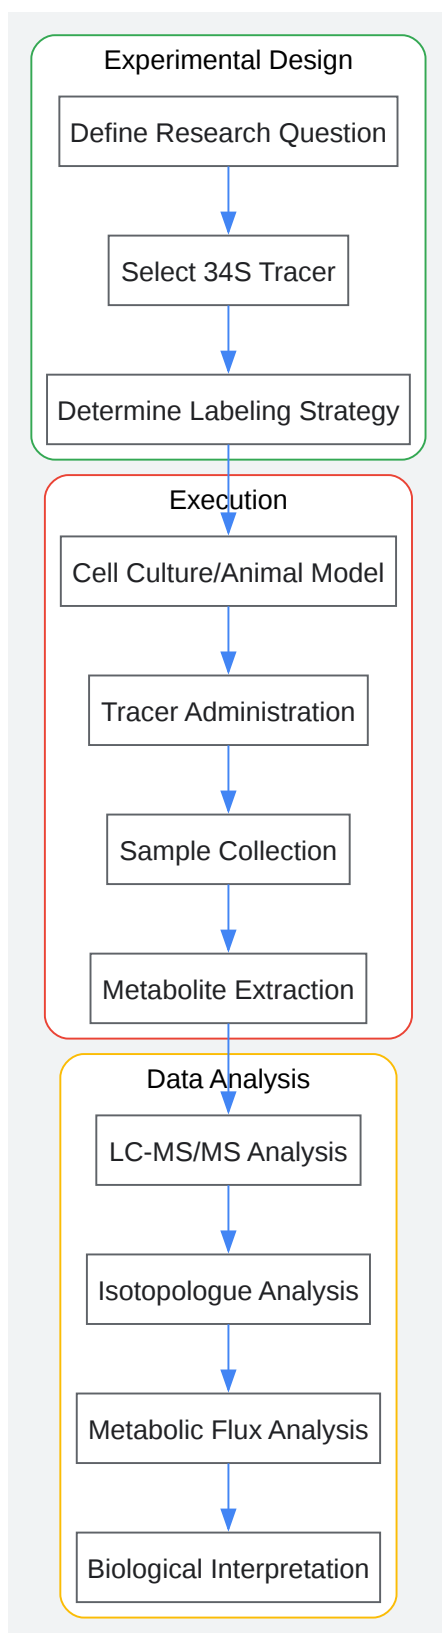 Experimental Design
Define Research Question
Select 34S Tracer
Determine Labeling Strategy
Execution
Cell Culture/Animal Model
Tracer Administration
Sample Collection
Metabolite Extraction
Data Analysis
LC-MS/MS Analysis
Isotopologue Analysis
Metabolic Flux Analysis
Biological Interpretation